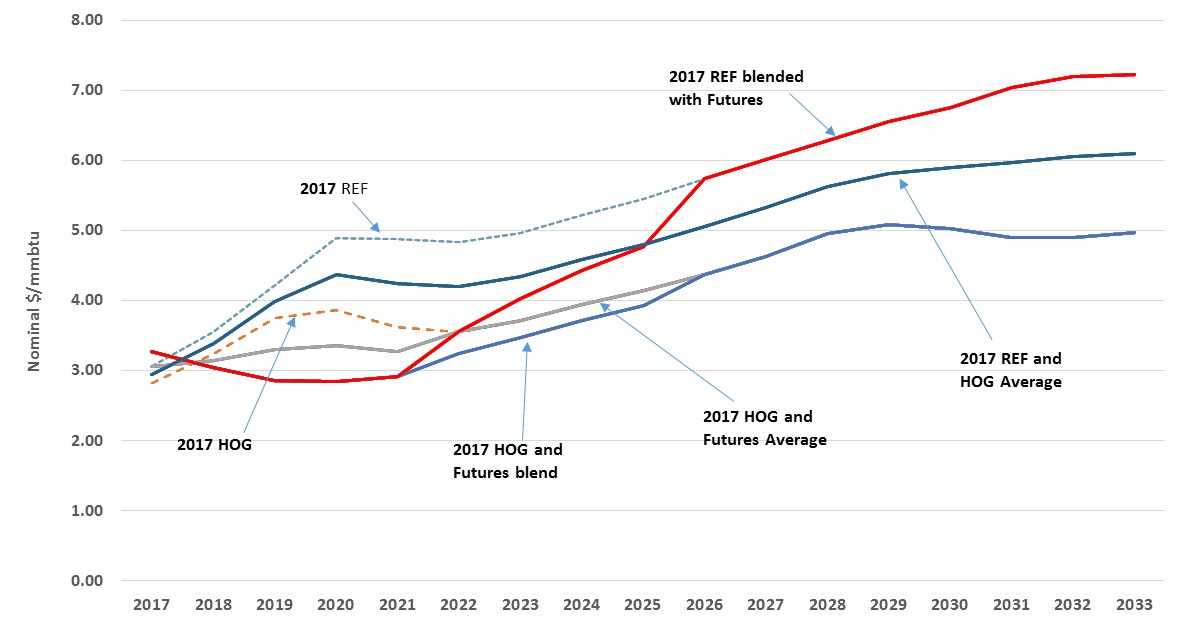 8.00
7.00
6.00
5.00
4.00
3.00
2.00
1.00
0.00
Nominal $/mmbtu
2017 REF blended
with Futures
2017 REF
2017 REF and
HOG Average
2017 HOG and
Futures Average
2017 HOG
2017 HOG and
Futures blend
2017 2018 2019 2020 2021 2022 2023 2024 2025 2026 2027 2028 2029 2030 2031 2032 2033